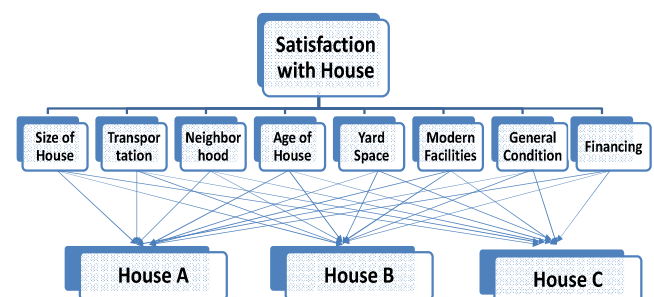 Satisfaction
with House
Size of
House
Transpor
tation
Neighbor
hood
Age of
House
Yard
Space
Modern
Facilities
General
Condition
Financing
House A
House B
House C